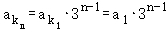 a_{k_n} = a_{k_1} · 3^{n−1} = a_1 · 3^{n−1}